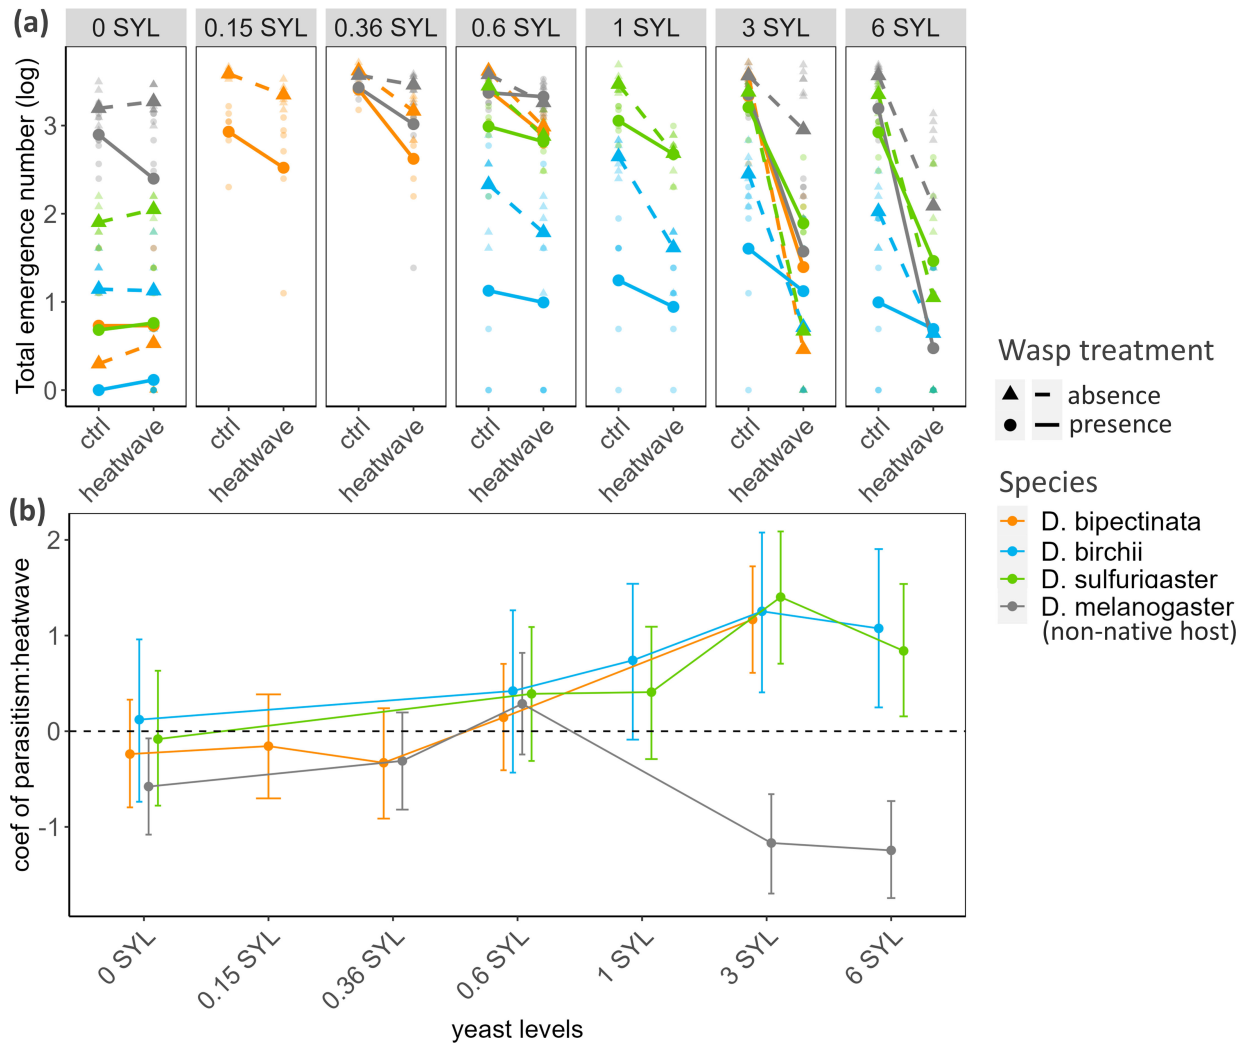 (a)
0 SYL 0.15 SYL 0.36 SYL 0.6 SYL 1 SYL 3 SYL 6 SYL
Total emergence number (log)
3
2
1
0
ctrl heatwave ctrl heatwave ctrl heatwave ctrl heatwave ctrl heatwave ctrl heatwave ctrl heatwave
Wasp treatment
absence
presence
Species
D. bipectinata
D. birchii
D. sulfurigaster
D. melanogaster
(non-native host)
(b)
coef of parasitism:heatwave
2
1
0
-1
0 SYL 0.15 SYL 0.36 SYL 0.6 SYL 1 SYL 3 SYL 6 SYL
yeast levels